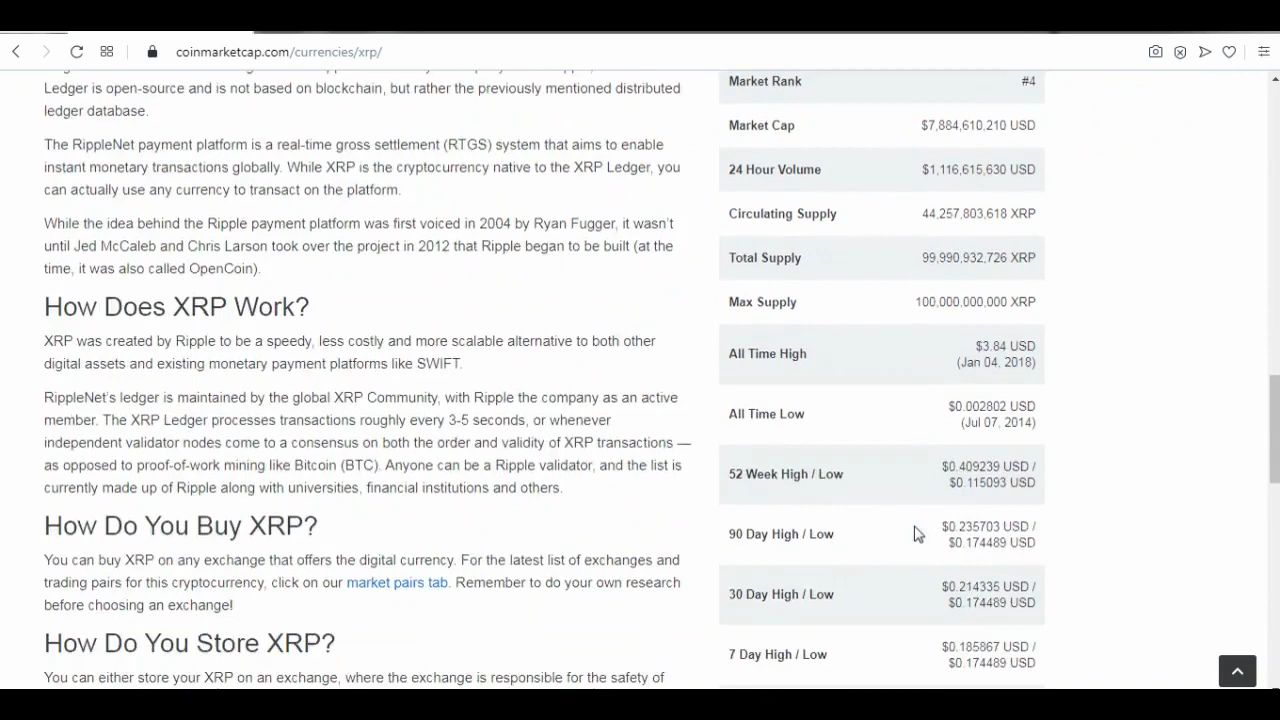 coinmarketcap.com/currencies/xrp/
Ledger is open-source and is not based on blockchain, but rather the previously mentioned distributed
ledger database.
The RippleNet payment platform is a real-time gross settlement (RTGS) system that aims to enable
instant monetary transactions globally. While XRP is the cryptocurrency native to the XRP Ledger, you
can actually use any currency to transact on the platform.
While the idea behind the Ripple payment platform was first voiced in 2004 by Ryan Fugger, it wasn't
until Jed McCaleb and Chris Larson took over the project in 2012 that Ripple began to be built (at the
time, it was also called OpenCoin).
How Does XRP Work?
XRP was created by Ripple to be a speedy, less costly and more scalable alternative to both other
digital assets and existing monetary payment platforms like SWIFT.
RippleNet's ledger is maintained by the global XRP Community, with Ripple the company as an active
member. The XRP Ledger processes transactions roughly every 3-5 seconds, or whenever
independent validator nodes come to a consensus on both the order and validity of XRP transactions —
as opposed to proof-of-work mining like Bitcoin (BTC). Anyone can be a Ripple validator, and the list is
currently made up of Ripple along with universities, financial institutions and others.
How Do You Buy XRP?
You can buy XRP on any exchange that offers the digital currency. For the latest list of exchanges and
trading pairs for this cryptocurrency, click on our market pairs tab. Remember to do your own research
before choosing an exchange!
How Do You Store XRP?
You can either store your XRP on an exchange, where the exchange is responsible for the safety of
Market Rank #4
Market Cap $7,884,610,210 USD
24 Hour Volume $1,116,615,630 USD
Circulating Supply 44,257,803,618 XRP
Total Supply 99,990,932,726 XRP
Max Supply 100,000,000,000 XRP
All Time High $3.84 USD
(Jan 04, 2018)
All Time Low $0.002802 USD
(Jul 07, 2014)
52 Week High / Low $0.409239 USD /
$0.115093 USD
90 Day High / Low $0.235703 USD /
$0.174489 USD
30 Day High / Low $0.214335 USD /
$0.174489 USD
7 Day High / Low $0.185867 USD /
$0.174489 USD